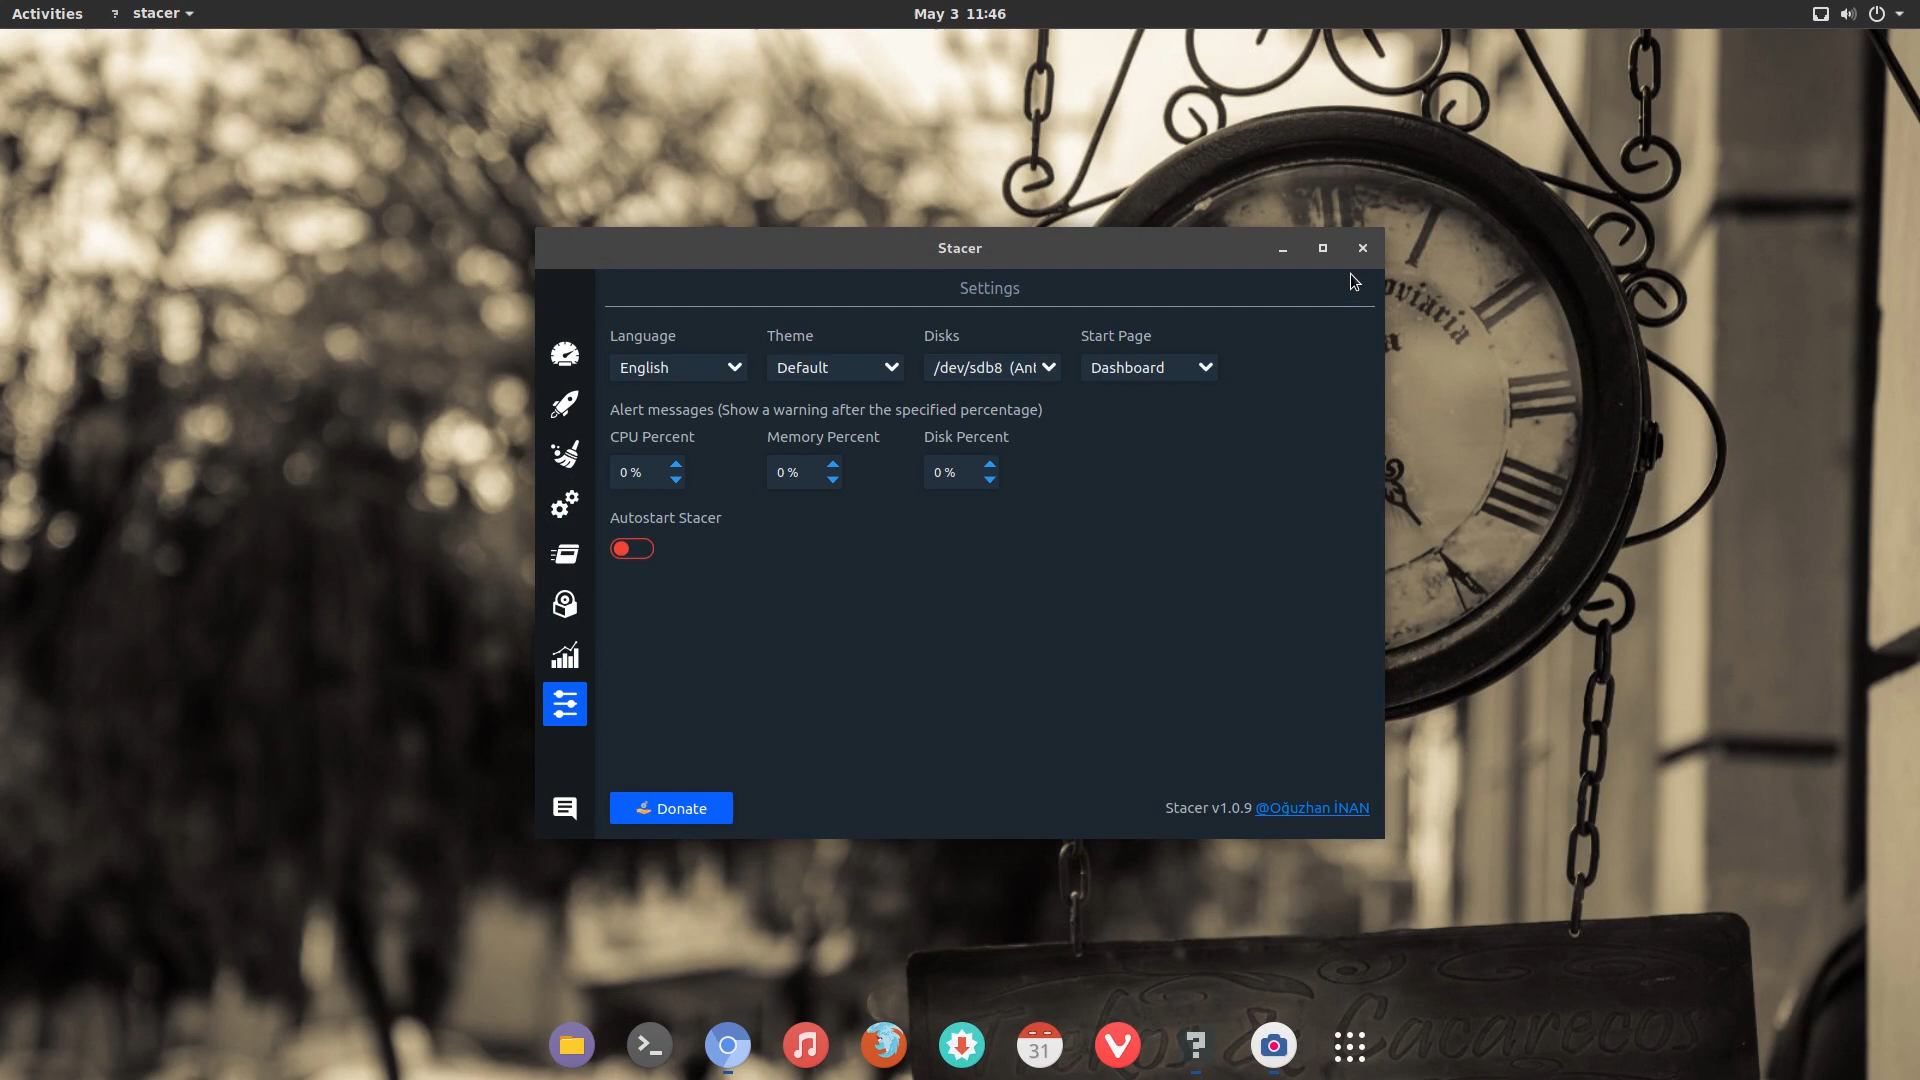 Activities ? stacer May 3 11:46
Stacer
Settings
Language Theme Disks Start Page
English Default /dev/sdb8 (Ant Dashboard
Alert messages (Show a warning after the specified percentage)
CPU Percent Memory Percent Disk Percent
0 % 0 % 0 %
Autostart Stacer
Donate Stacer v1.0.9 @Oğuzhan İNAN
& Cacarecos
31 ?